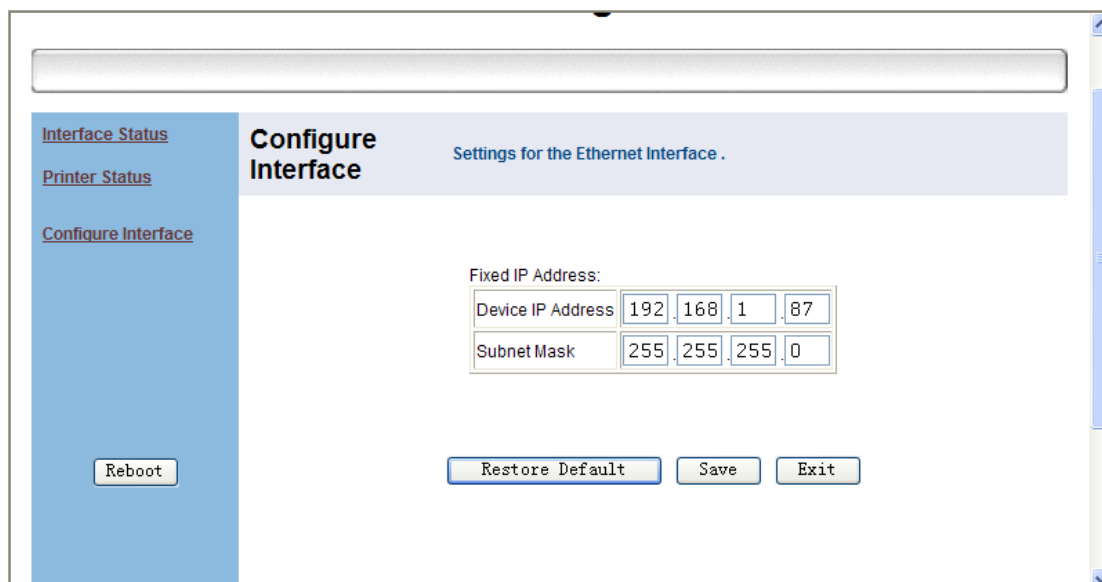 Interface Status
Printer Status
Configure Interface
Configure
Interface
Settings for the Ethernet Interface .
Fixed IP Address:
Device IP Address 192 . 168 . 1 . 87
Subnet Mask 255 . 255 . 255 . 0
Reboot
Restore Default Save Exit